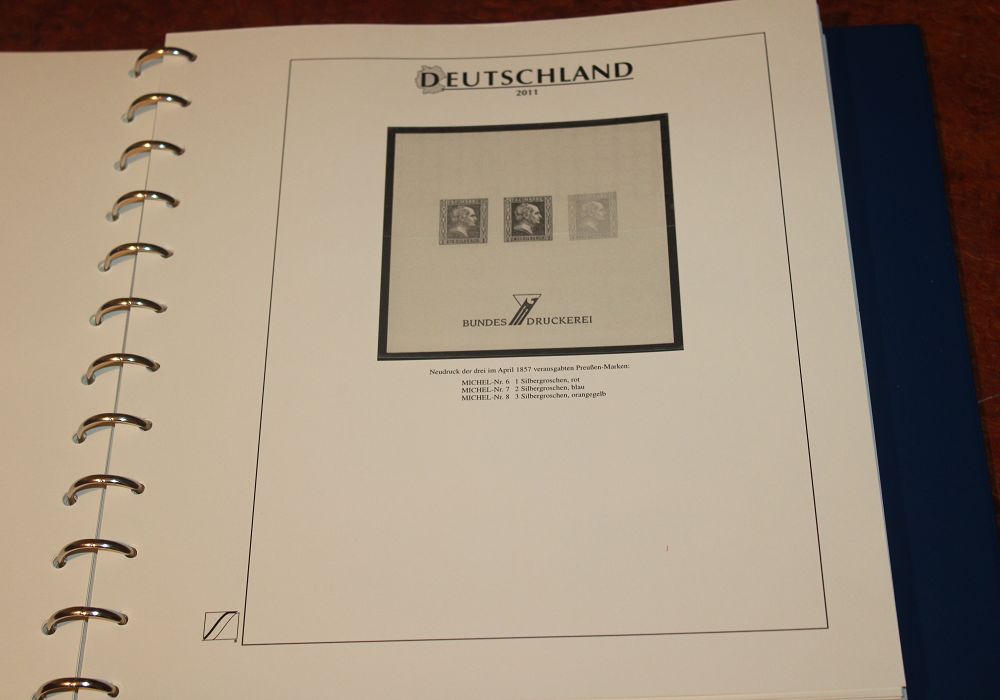 DEUTSCHLAND
2011
BUNDES DRUCKEREI
Neudruck der drei im April 1857 verausgabten Preußen-Marken:
MICHEL-Nr. 6 1 Silbergroschen, rot
MICHEL-Nr. 7 2 Silbergroschen, blau
MICHEL-Nr. 8 3 Silbergroschen, orangegelb